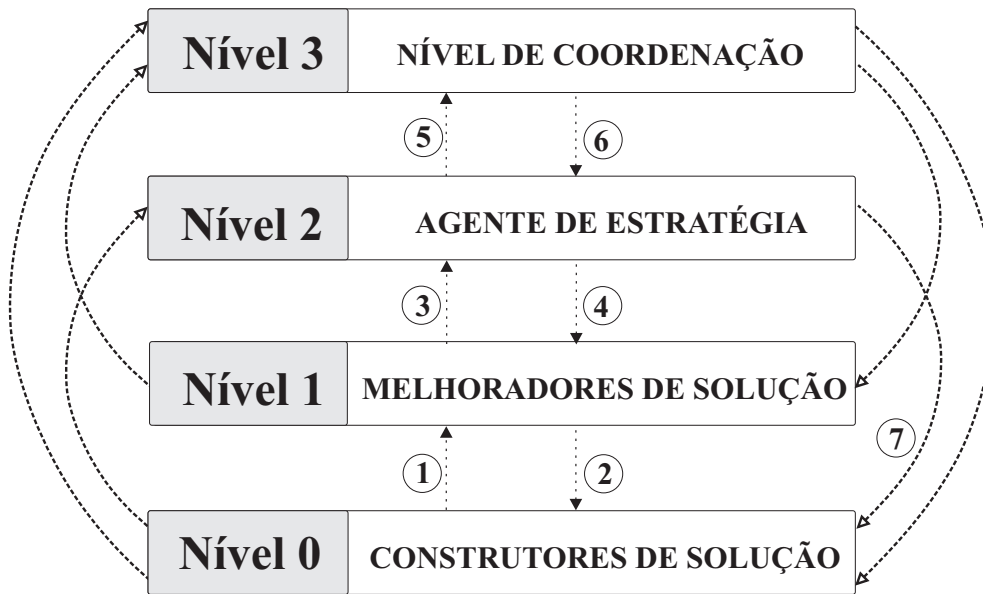 Nível 3 NÍVEL DE COORDENAÇÃO
5 6
Nível 2 AGENTE DE ESTRATÉGIA
3 4
Nível 1 MELHORADORES DE SOLUÇÃO
7
1 2
Nível 0 CONSTRUTORES DE SOLUÇÃO